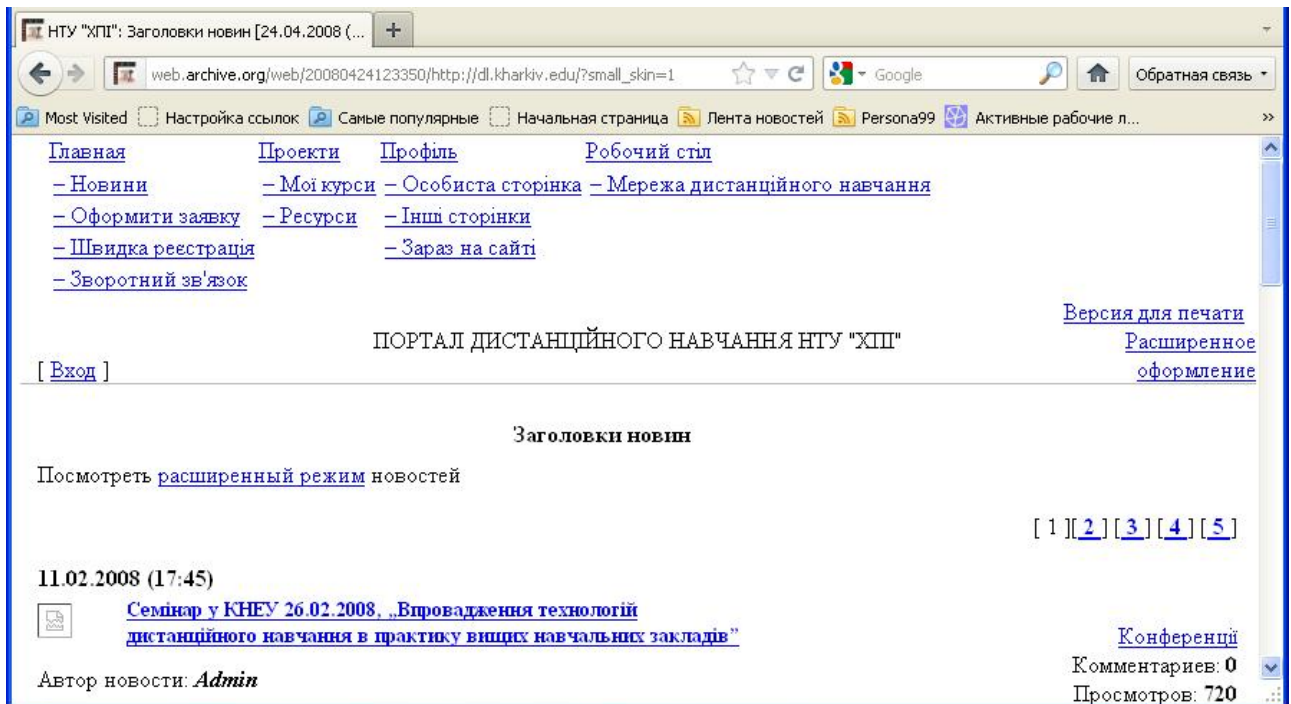 НТУ "ХПІ": Заголовки новин [24.04.2008 (...
web.archive.org/web/20080424123350/http://dl.kharkiv.edu/?small_skin=1
Google
Обратная связь
Most Visited Настройка ссылок Самые популярные Начальная страница Лента новостей Persona99 Активные рабочие л... »
Главная Проекти Профіль Робочий стіл
– Новини – Мої курси – Особиста сторінка – Мережа дистанційного навчання
– Оформити заявку – Ресурси – Інші сторінки
– Швидка реєстрація – Зараз на сайті
– Зворотний зв'язок
Версия для печати
ПОРТАЛ ДИСТАНЦІЙНОГО НАВЧАННЯ НТУ "ХПІ" Расширенное
[ Вход ] оформление
Заголовки новин
Посмотреть расширенный режим новостей
[ 1 ][ 2 ] [ 3 ] [ 4 ] [ 5 ]
11.02.2008 (17:45)
Семінар у КНЕУ 26.02.2008, „Впровадження технологій
дистанційного навчання в практику вищих навчальних закладів”
Конференції
Комментариев: 0
Автор новости: Admin
Просмотров: 720